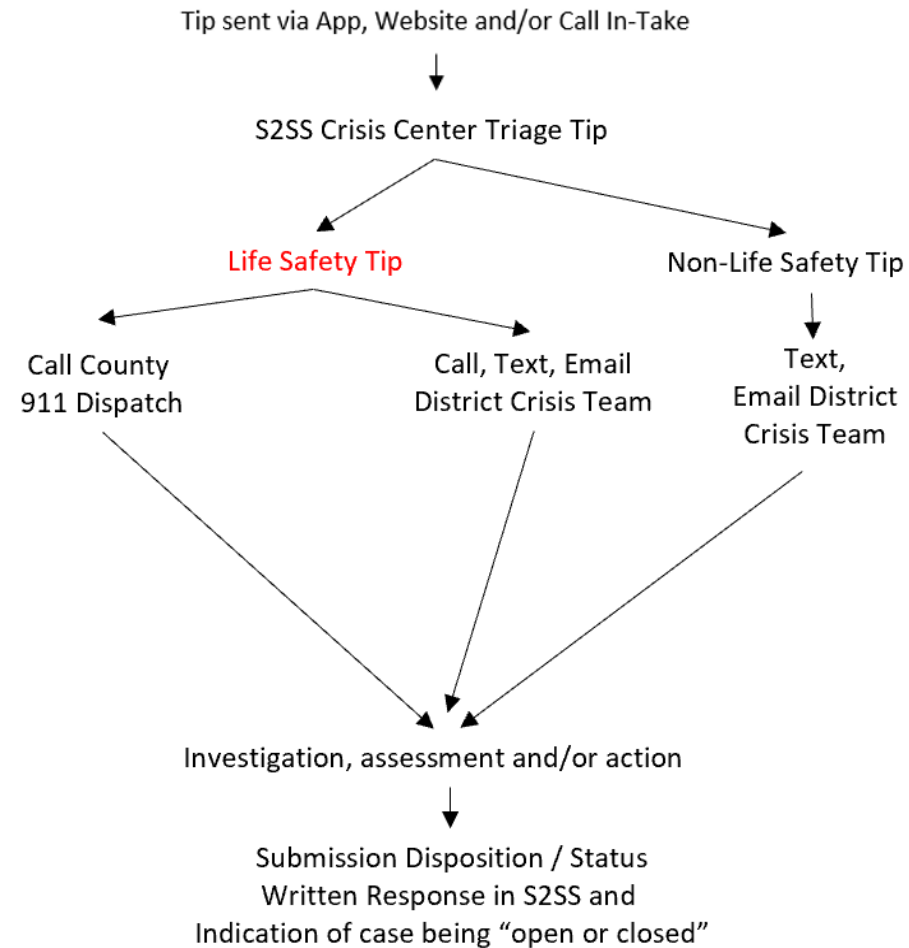 Tip sent via App, Website and/or Call In-Take
S2SS Crisis Center Triage Tip
Life Safety Tip
Non-Life Safety Tip
Call County
911 Dispatch
Call, Text, Email
District Crisis Team
Text,
Email District
Crisis Team
Investigation, assessment and/or action
Submission Disposition / Status
Written Response in S2SS and
Indication of case being “open or closed”